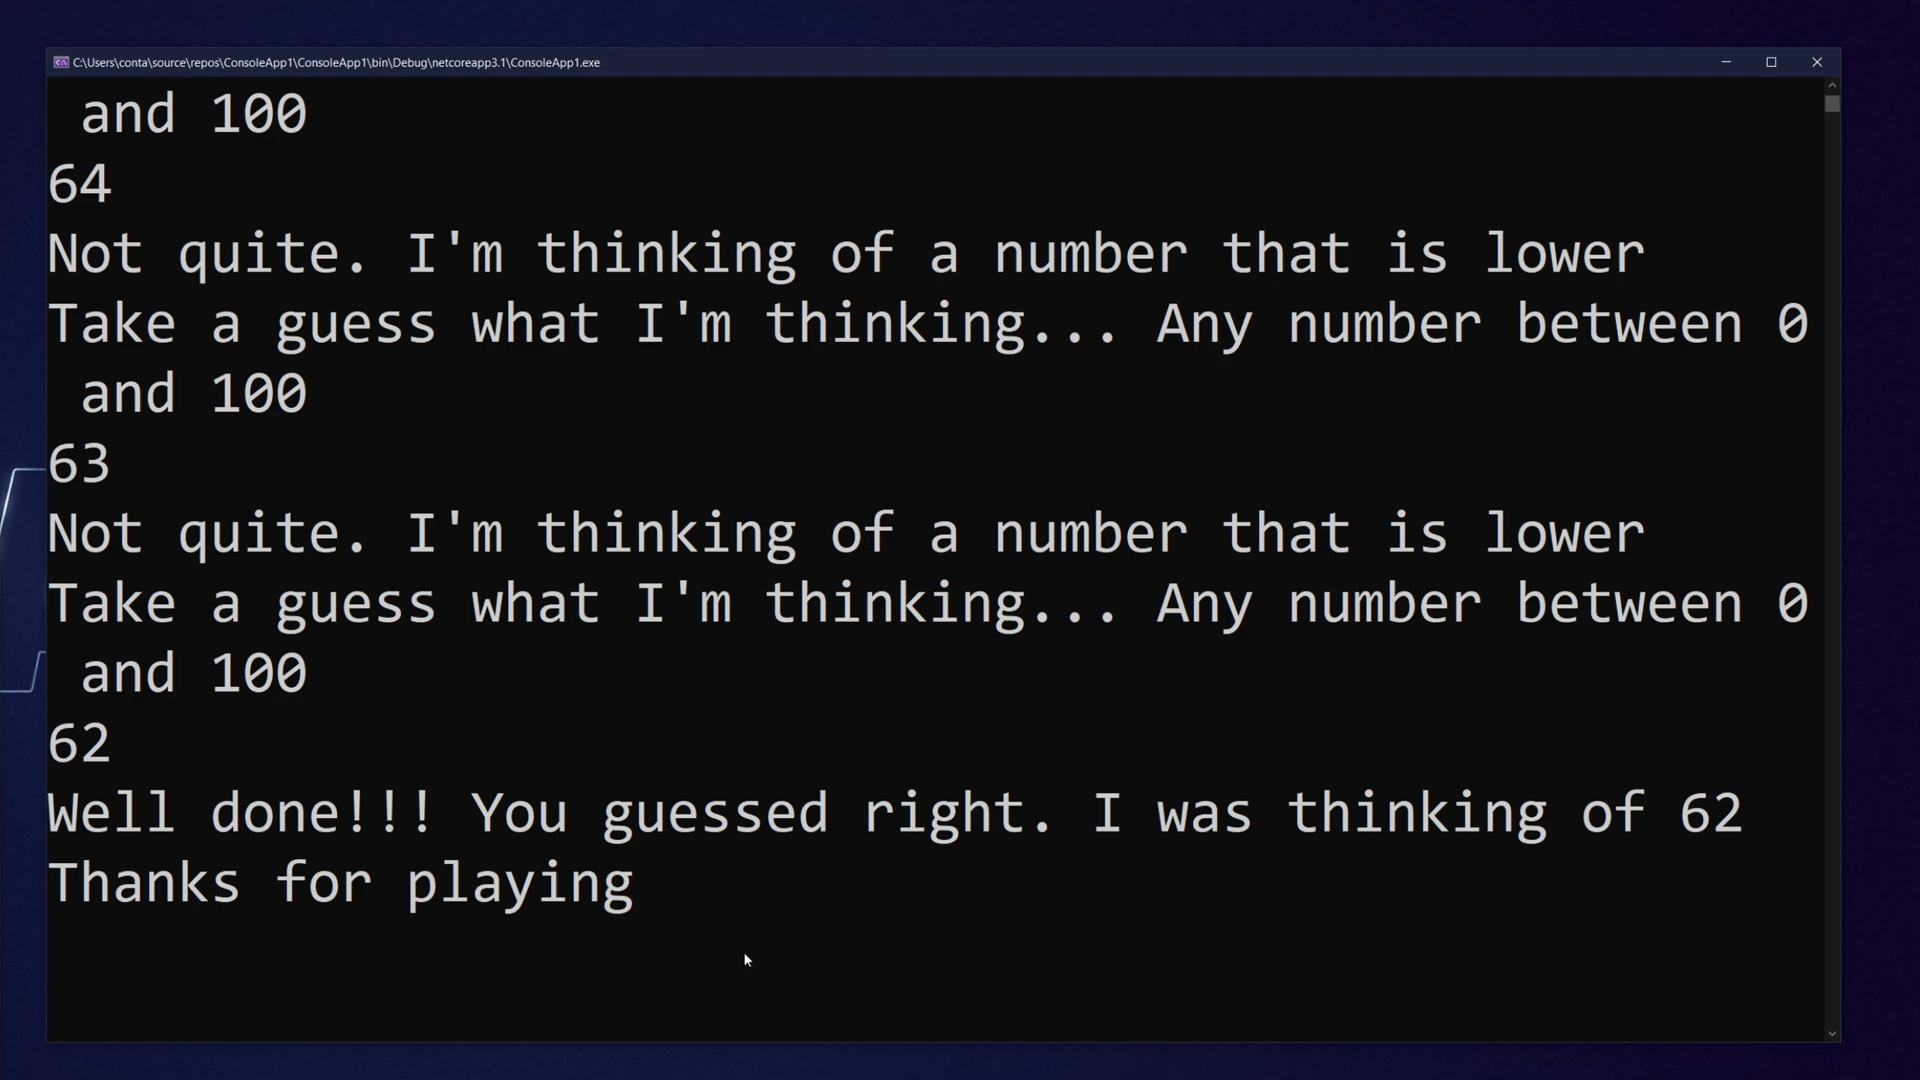 C:\Users\conta\source\repos\ConsoleApp1\ConsoleApp1\bin\Debug\netcoreapp3.1\ConsoleApp1.exe
and 100
64
Not quite. I'm thinking of a number that is lower
Take a guess what I'm thinking... Any number between 0
and 100
63
Not quite. I'm thinking of a number that is lower
Take a guess what I'm thinking... Any number between 0
and 100
62
Well done!!! You guessed right. I was thinking of 62
Thanks for playing